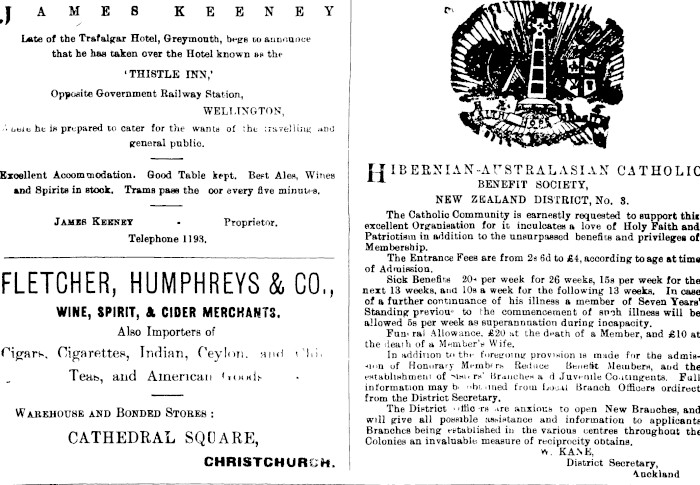 JAMES KEENEY
Late of the Trafalgar Hotel, Greymouth, begs to announce
that he has taken over the Hotel known as the
'THISTLE INN,'
Opposite Government Railway Station,
WELLINGTON,
Where he is prepared to cater for the wants of the travelling and
general public.
Excellent Accommodation. Good Table kept. Best Ales, Wines
and Spirits in stock. Trams pass the oor every five minutes.
JAMES KEENEY - Proprietor.
Telephone 1193.
FLETCHER, HUMPHREYS & CO.,
WINE, SPIRIT, & CIDER MERCHANTS.
Also Importers of
Cigars, Cigarettes, Indian, Ceylon, and
Teas, and American Goods
WAREHOUSE AND BONDED STORES :
CATHEDRAL SQUARE,
CHRISTCHURCH.
HIBERNIAN-AUSTRALASIAN CATHOLIC
BENEFIT SOCIETY,
NEW ZEALAND DISTRICT, No. 3.
The Catholic Community is earnestly requested to support this
excellent Organisation for it inculcates a love of Holy Faith and
Patriotism in addition to the unsurpassed benefits and privileges of
Membership.
The Entrance Fees are from 2s 6d to £4, according to age at time
of Admission.
Sick Benefits 20s per week for 26 weeks, 15s per week for the
next 13 weeks, and 10s a week for the following 13 weeks. In case
of a further continuance of his illness a member of Seven Years'
Standing previous to the commencement of such illness will be
allowed 5s per week as superannuation during incapacity.
Funeral Allowance, £20 at the death of a Member, and £10 at
the death of a Member's Wife.
In addition to the foregoing provision is made for the admis-
sion of Honorary Members Reduce Benefit Members, and the
establishment of Sisters' Branches a d Juvenile Contingents. Full
information may be obtained from Local Branch Officers ordirect
from the District Secretary.
The District officers are anxious to open New Branches, and
will give all possible assistance and information to applicants
Branches being established in the various centres throughout the
Colonies an invaluable measure of reciprocity obtains.
W. KANE,
District Secretary,
Auckland